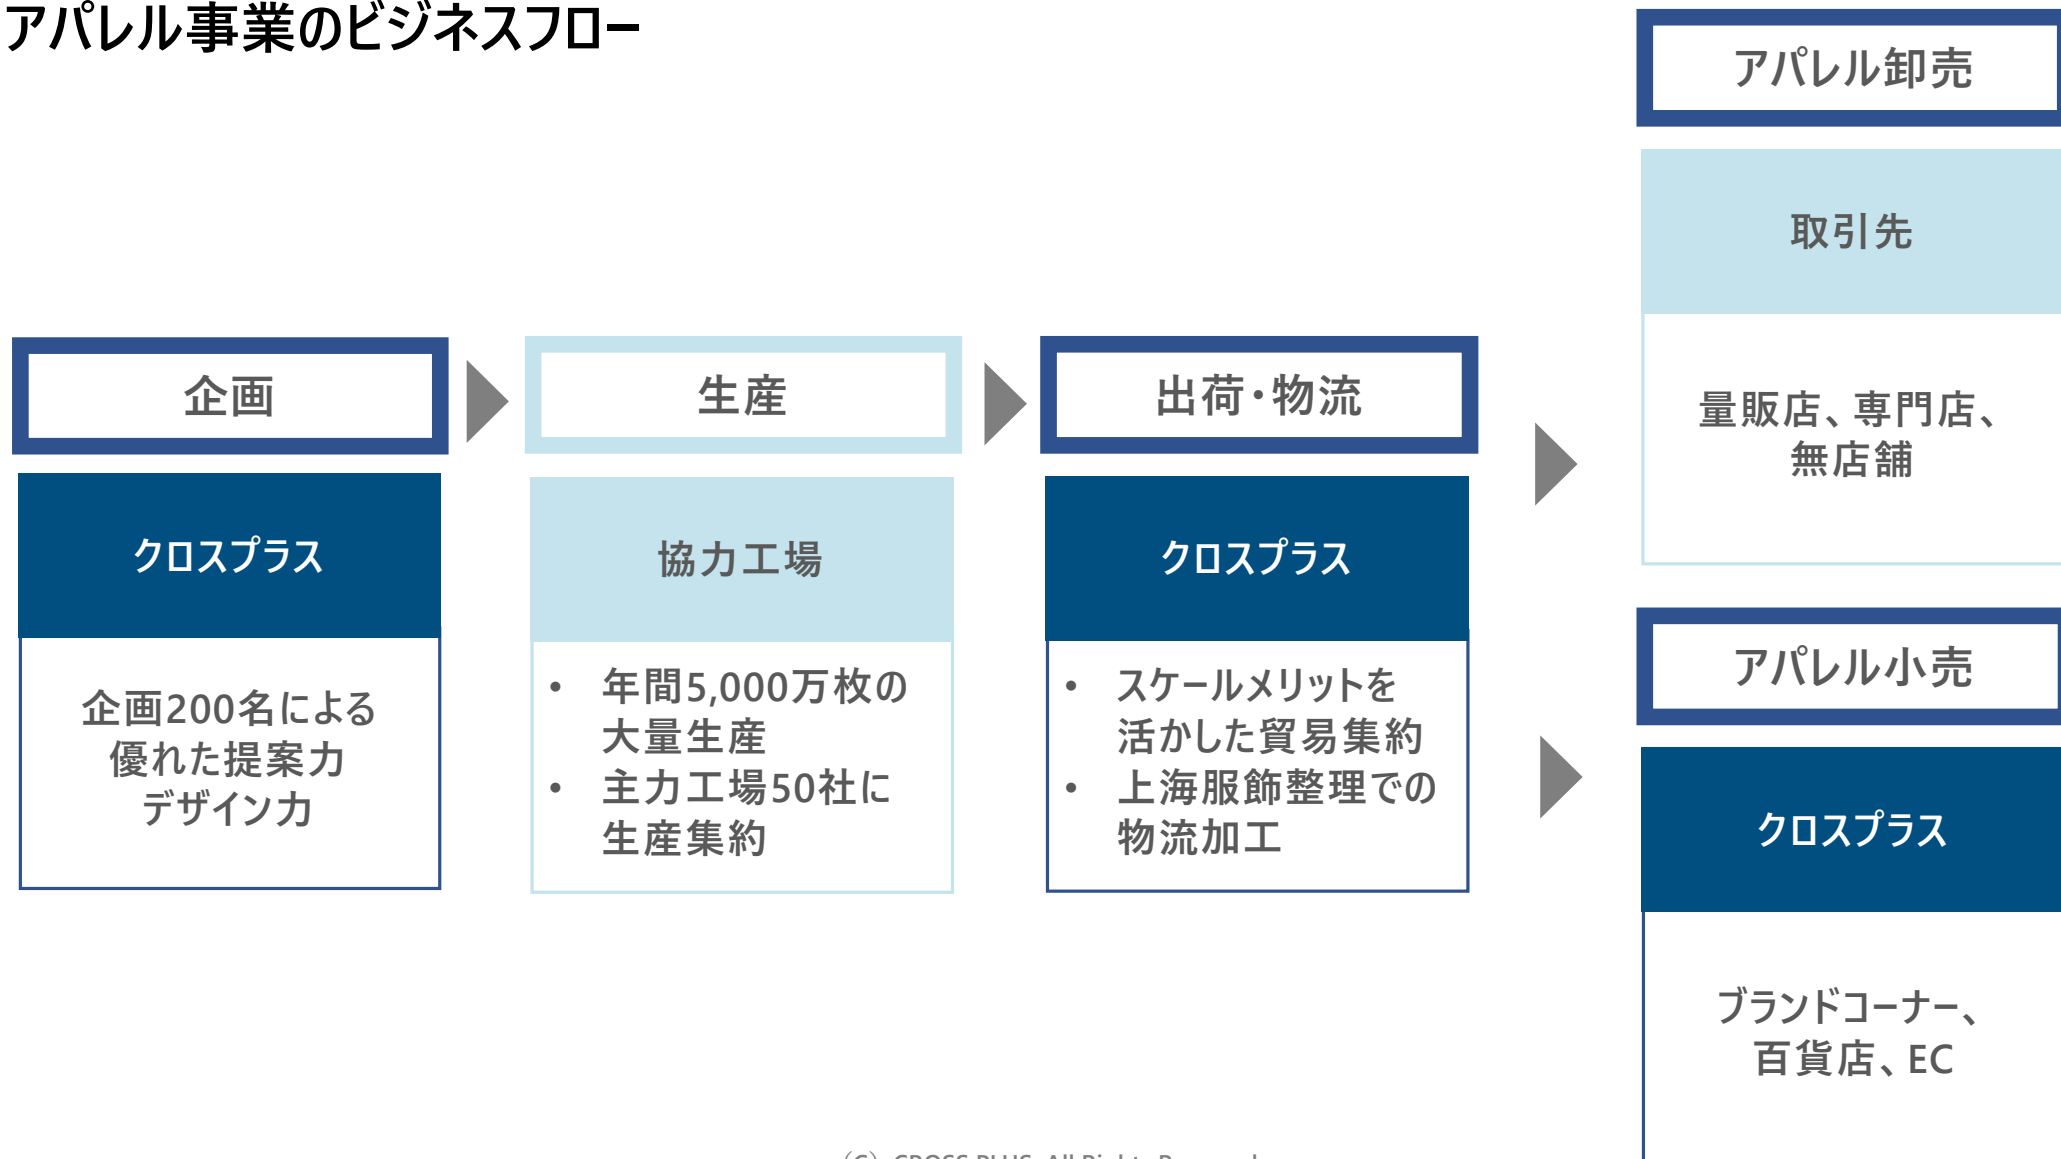 アパレル事業のビジネスフロー
企画
クロスプラス
企画200名による
優れた提案力
デザイン力
生産
協力工場
• 年間5,000万枚の
大量生産
• 主力工場50社に
生産集約
出荷・物流
クロスプラス
• スケールメリットを
活かした貿易集約
• 上海服飾整理での
物流加工
アパレル卸売
取引先
量販店、専門店、
無店舗
アパレル小売
クロスプラス
ブランドコーナー、
百貨店、EC
(C) CROSS PLUS All Rights Reserved